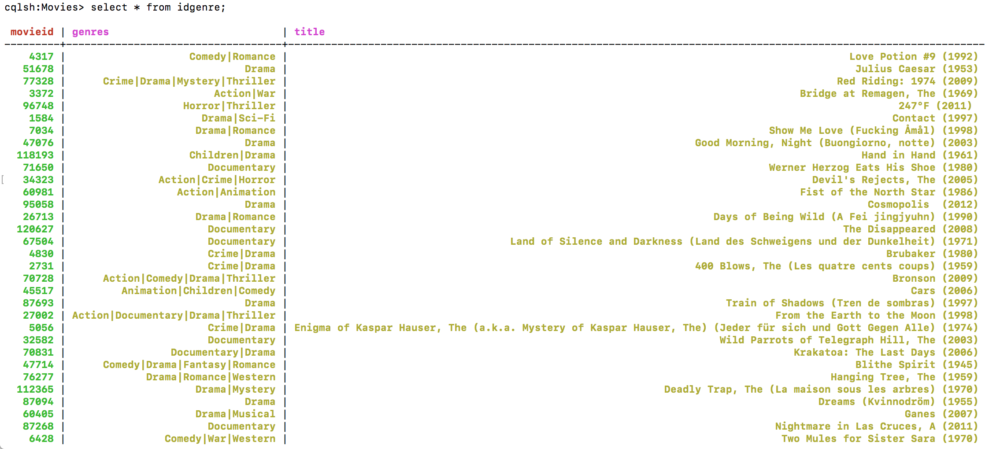 cqlsh:Movies> select * from idgenre;
movieid | genres | title
---------+-----------------------------------+-----------------------------------------------------------------------------------------------------------------
4317 | Comedy|Romance | Love Potion #9 (1992)
51678 | Drama | Julius Caesar (1953)
77328 | Crime|Drama|Mystery|Thriller | Red Riding: 1974 (2009)
3372 | Action|War | Bridge at Remagen, The (1969)
96748 | Horror|Thriller | 247°F (2011)
1584 | Drama|Sci-Fi | Contact (1997)
7034 | Drama|Romance | Show Me Love (Fucking Åmål) (1998)
47076 | Drama | Good Morning, Night (Buongiorno, notte) (2003)
118193 | Children|Drama | Hand in Hand (1961)
71650 | Documentary | Werner Herzog Eats His Shoe (1980)
[ 34323 | Action|Crime|Horror | Devil's Rejects, The (2005)
60981 | Action|Animation | Fist of the North Star (1986)
95058 | Drama | Cosmopolis  (2012)
26713 | Drama|Romance | Days of Being Wild (A Fei jingjyuhn) (1990)
120627 | Documentary | The Disappeared (2008)
67504 | Documentary | Land of Silence and Darkness (Land des Schweigens und der Dunkelheit) (1971)
4830 | Crime|Drama | Brubaker (1980)
2731 | Crime|Drama | 400 Blows, The (Les quatre cents coups) (1959)
70728 | Action|Comedy|Drama|Thriller | Bronson (2009)
45517 | Animation|Children|Comedy | Cars (2006)
87693 | Drama | Train of Shadows (Tren de sombras) (1997)
27002 | Action|Documentary|Drama|Thriller | From the Earth to the Moon (1998)
5056 | Crime|Drama | Enigma of Kaspar Hauser, The (a.k.a. Mystery of Kaspar Hauser, The) (Jeder für sich und Gott Gegen Alle) (1974)
32582 | Documentary | Wild Parrots of Telegraph Hill, The (2003)
70831 | Documentary|Drama | Krakatoa: The Last Days (2006)
47714 | Comedy|Drama|Fantasy|Romance | Blithe Spirit (1945)
76277 | Drama|Romance|Western | Hanging Tree, The (1959)
112365 | Drama|Mystery | Deadly Trap, The (La maison sous les arbres) (1970)
87094 | Drama | Dreams (Kvinnodröm) (1955)
60405 | Drama|Musical | Ganes (2007)
87268 | Documentary | Nightmare in Las Cruces, A (2011)
6428 | Comedy|War|Western | Two Mules for Sister Sara (1970)